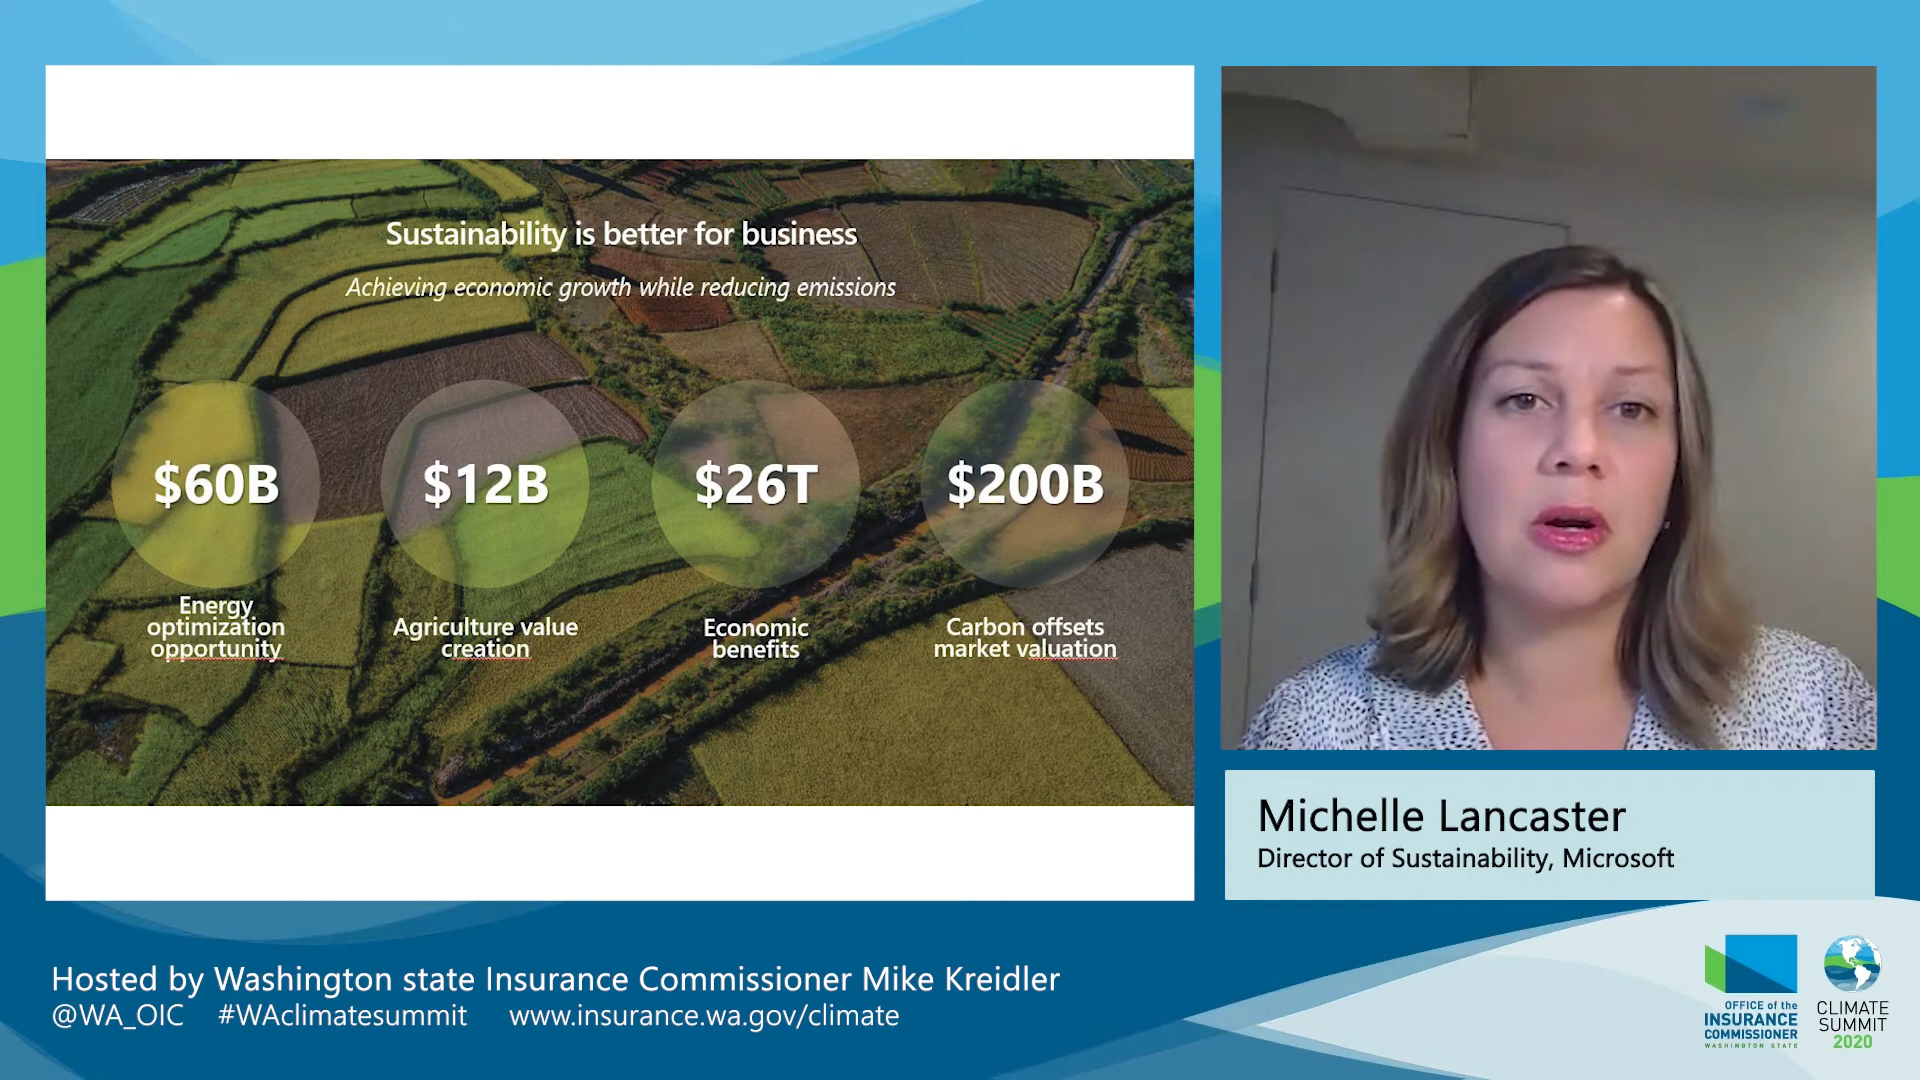 Sustainability is better for business
Achieving economic growth while reducing emissions
$60B
Energy
optimization
opportunity
$12B
Agriculture value
creation
$26T
Economic
benefits
$200B
Carbon offsets
market valuation
Michelle Lancaster
Director of Sustainability, Microsoft
Hosted by Washington state Insurance Commissioner Mike Kreidler
@WA_OIC #WAclimatesummit www.insurance.wa.gov/climate
OFFICE of the
INSURANCE
COMMISSIONER
WASHINGTON STATE
CLIMATE
SUMMIT
2020